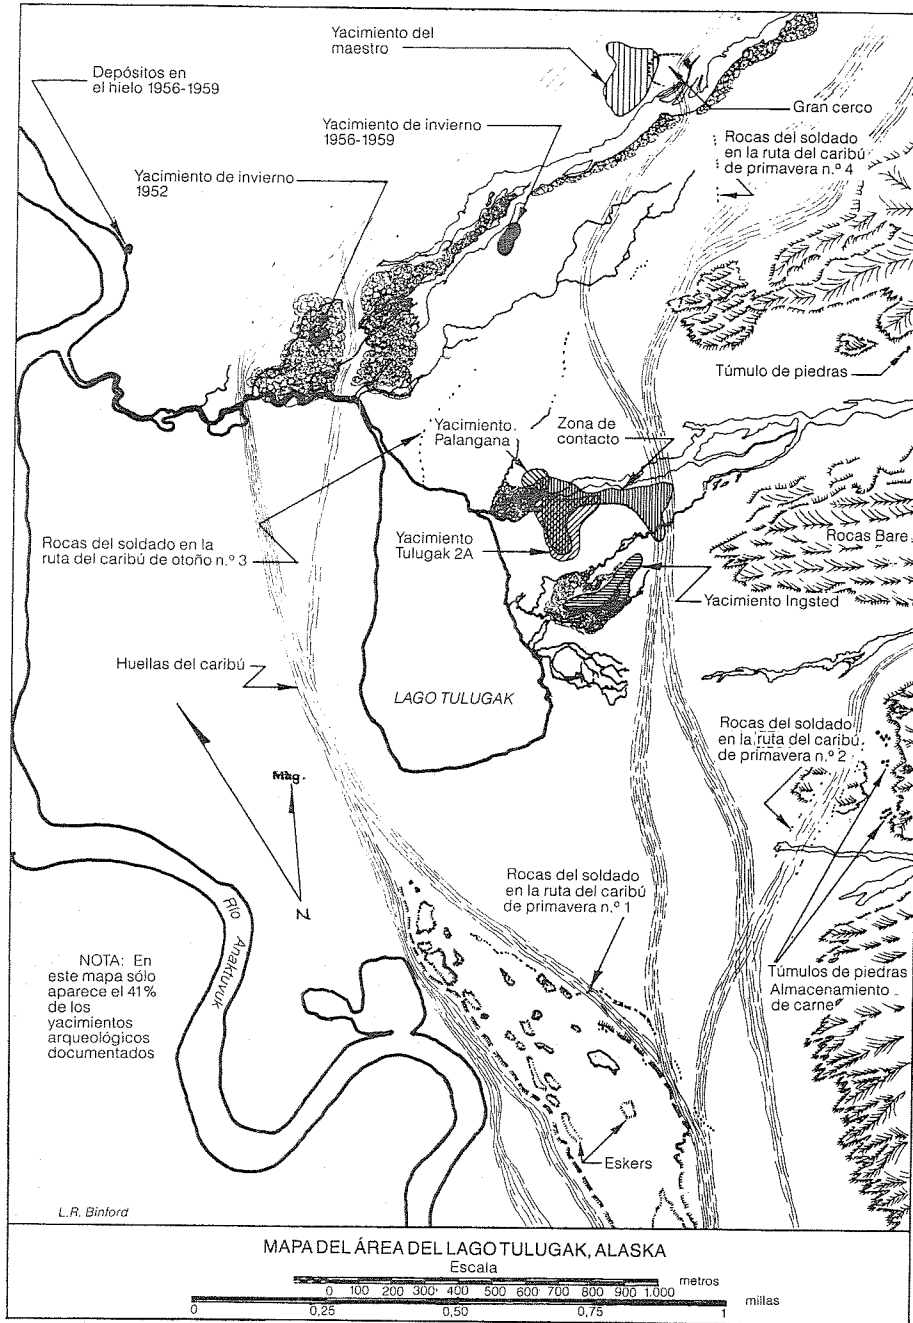 Yacimiento del
maestro
Depósitos en
el hielo 1956-1959
Gran cerco
Yacimiento de invierno
1956-1959
Rocas del soldado
en la ruta del caribú
de primavera n.º 4
Yacimiento de invierno
1952
Túmulo de piedras
Yacimiento
Palangana
Zona de
contacto
Rocas del soldado en la
ruta del caribú de otoño n.º 3
Yacimiento
Tulugak 2A
Rocas Bare
Yacimiento Ingsted
Huellas del caribú
LAGO TULUGAK
Rocas del soldado
en la ruta del caribú
de primavera n.º 2
Mag.
N
Rocas del soldado
en la ruta del caribú
de primavera n.º 1
Río Anaktuvuk
NOTA: En
este mapa sólo
aparece el 41%
de los
yacimientos
arqueológicos
documentados
Túmulos de piedras
Almacenamiento
de carne
Eskers
L.R. Binford
MAPA DEL ÁREA DEL LAGO TULUGAK, ALASKA
Escala
metros
0 100 200 300 400 500 600 700 800 900 1.000
millas
0 0,25 0,50 0,75 1